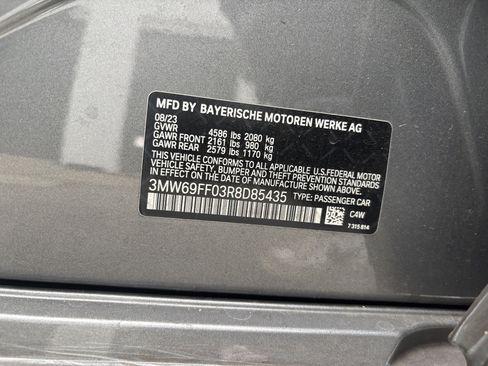 MFD BY BAYERISCHE MOTOREN WERKE AG
08/23
GVWR 4586 lbs 2080 kg
GAWR FRONT 2161 lbs 980 kg
GAWR REAR 2579 lbs 1170 kg
THIS VEHICLE CONFORMS TO ALL APPLICABLE U.S.FEDERAL MOTOR
VEHICLE SAFETY, BUMPER, AND THEFT PREVENTION STANDARDS
IN EFFECT ON THE DATE OF MANUFACTURE SHOWN ABOVE.
3MW69FF03R8D85435 TYPE: PASSENGER CAR
C4W
7 315 814